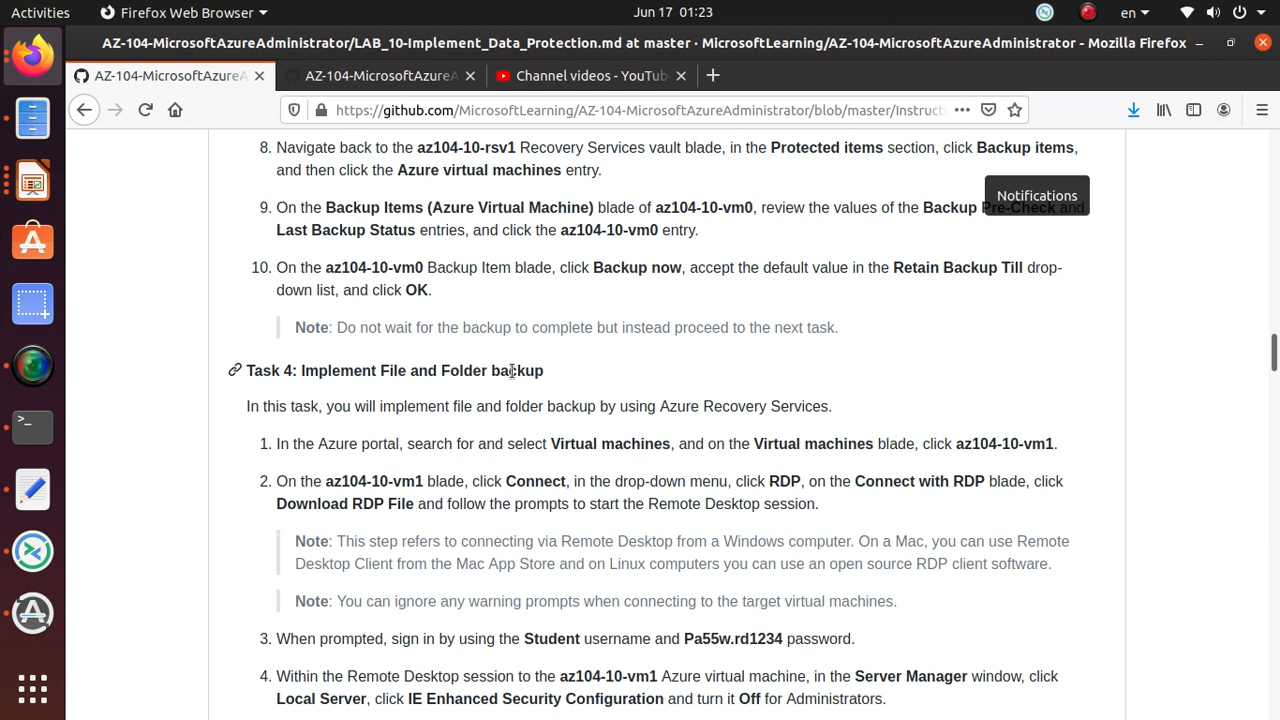 Activities
Firefox Web Browser
Jun 17 01:23
en
AZ-104-MicrosoftAzureAdministrator/LAB_10-Implement_Data_Protection.md at master · MicrosoftLearning/AZ-104-MicrosoftAzureAdministrator - Mozilla Firefox
AZ-104-MicrosoftAzureA
AZ-104-MicrosoftAzureA
Channel videos - YouTub
https://github.com/MicrosoftLearning/AZ-104-MicrosoftAzureAdministrator/blob/master/Instruct
8. Navigate back to the az104-10-rsv1 Recovery Services vault blade, in the Protected items section, click Backup items,
and then click the Azure virtual machines entry.
Notifications
9. On the Backup Items (Azure Virtual Machine) blade of az104-10-vm0, review the values of the Backup Pre-Check and
Last Backup Status entries, and click the az104-10-vm0 entry.
10. On the az104-10-vm0 Backup Item blade, click Backup now, accept the default value in the Retain Backup Till drop-
down list, and click OK.
Note: Do not wait for the backup to complete but instead proceed to the next task.
Task 4: Implement File and Folder backup
In this task, you will implement file and folder backup by using Azure Recovery Services.
1. In the Azure portal, search for and select Virtual machines, and on the Virtual machines blade, click az104-10-vm1.
2. On the az104-10-vm1 blade, click Connect, in the drop-down menu, click RDP, on the Connect with RDP blade, click
Download RDP File and follow the prompts to start the Remote Desktop session.
Note: This step refers to connecting via Remote Desktop from a Windows computer. On a Mac, you can use Remote
Desktop Client from the Mac App Store and on Linux computers you can use an open source RDP client software.
Note: You can ignore any warning prompts when connecting to the target virtual machines.
3. When prompted, sign in by using the Student username and Pa55w.rd1234 password.
4. Within the Remote Desktop session to the az104-10-vm1 Azure virtual machine, in the Server Manager window, click
Local Server, click IE Enhanced Security Configuration and turn it Off for Administrators.